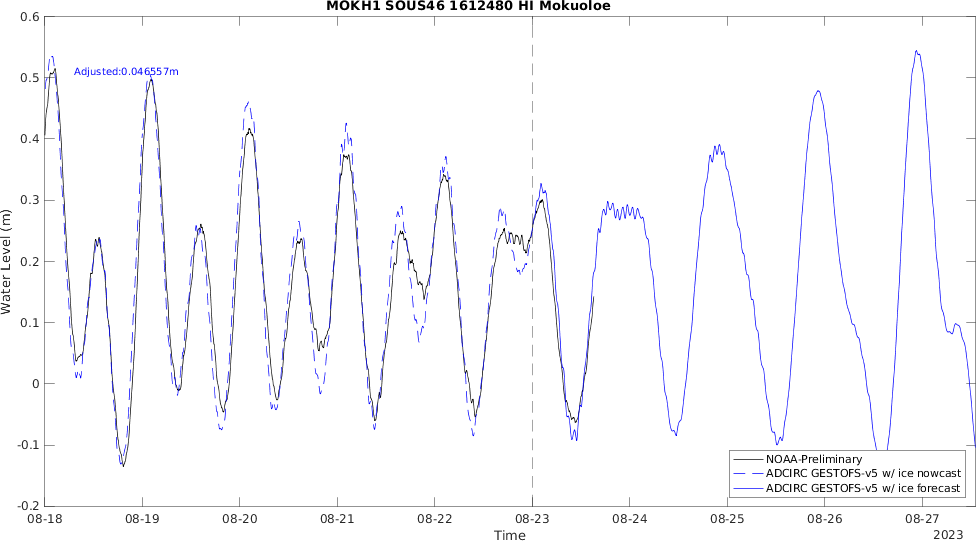 MOKH1 SOUS46 1612480 HI Mokuoloe
Adjusted:0.046557m
Water Level (m)
0.6
0.5
0.4
0.3
0.2
0.1
0
-0.1
-0.2
NOAA-Preliminary
ADCIRC GESTOFS-v5 w/ ice nowcast
ADCIRC GESTOFS-v5 w/ ice forecast
08-18 08-19 08-20 08-21 08-22 08-23 08-24 08-25 08-26 08-27
Time
2023